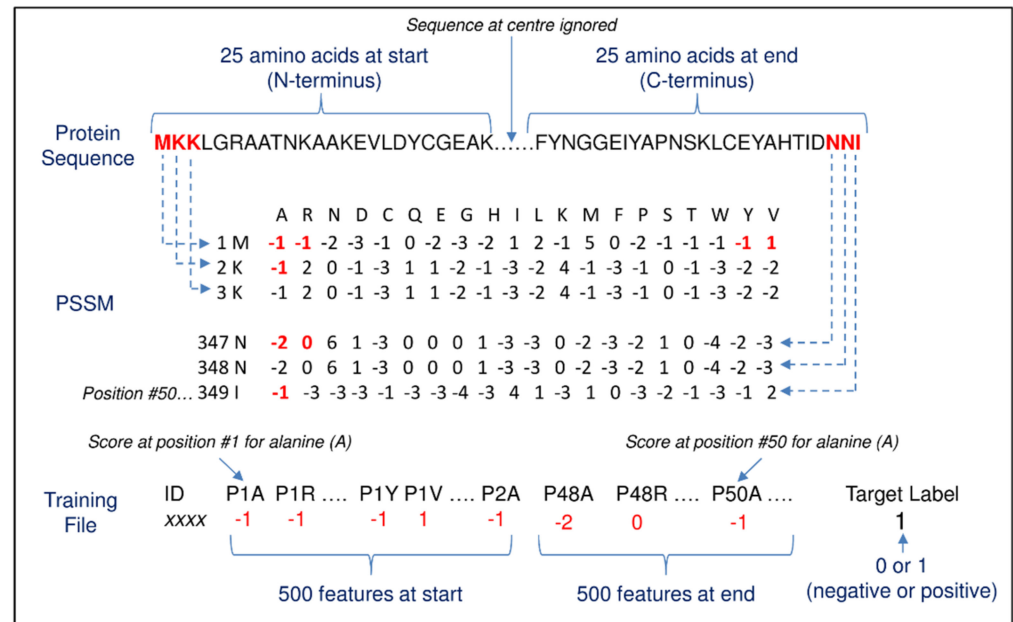 Sequence at centre ignored
25 amino acids at start
(N-terminus)
25 amino acids at end
(C-terminus)
Protein
Sequence
MKKLGRAATNKAAKEVLDYCGEAK……FYNGGEIYAPNSKLCEYAHTIDNNI
A R N D C Q E G H I L K M F P S T W Y V
1 M -1 -1 -2 -3 -1 0 -2 -3 -2 1 2 -1 5 0 -2 -1 -1 -1 -1 1
2 K -1 2 0 -1 -3 1 1 -2 -1 -3 -2 4 -1 -3 -1 0 -1 -3 -2 -2
3 K -1 2 0 -1 -3 1 1 -2 -1 -3 -2 4 -1 -3 -1 0 -1 -3 -2 -2
PSSM
347 N -2 0 6 1 -3 0 0 0 1 -3 -3 0 -2 -3 -2 1 0 -4 -2 -3
348 N -2 0 6 1 -3 0 0 0 1 -3 -3 0 -2 -3 -2 1 0 -4 -2 -3
Position #50… 349 I -1 -3 -3 -3 -1 -3 -3 -4 -3 4 1 -3 1 0 -3 -2 -1 -3 -1 2
Score at position #1 for alanine (A)
Score at position #50 for alanine (A)
Training
File
ID P1A P1R …. P1Y P1V …. P2A P48A P48R …. P50A …. Target Label
xxxx -1 -1 -1 1 -1 -2 0 -1 1
500 features at start
500 features at end
0 or 1
(negative or positive)